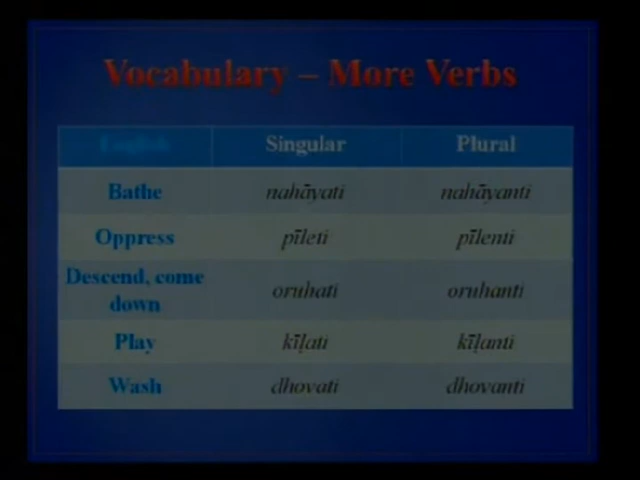 Vocabulary – More Verbs
English Singular Plural
Bathe nahāyati nahāyanti
Oppress pīleti pīlenti
Descend, come down oruhati oruhanti
Play kīḷati kīḷanti
Wash dhovati dhovanti